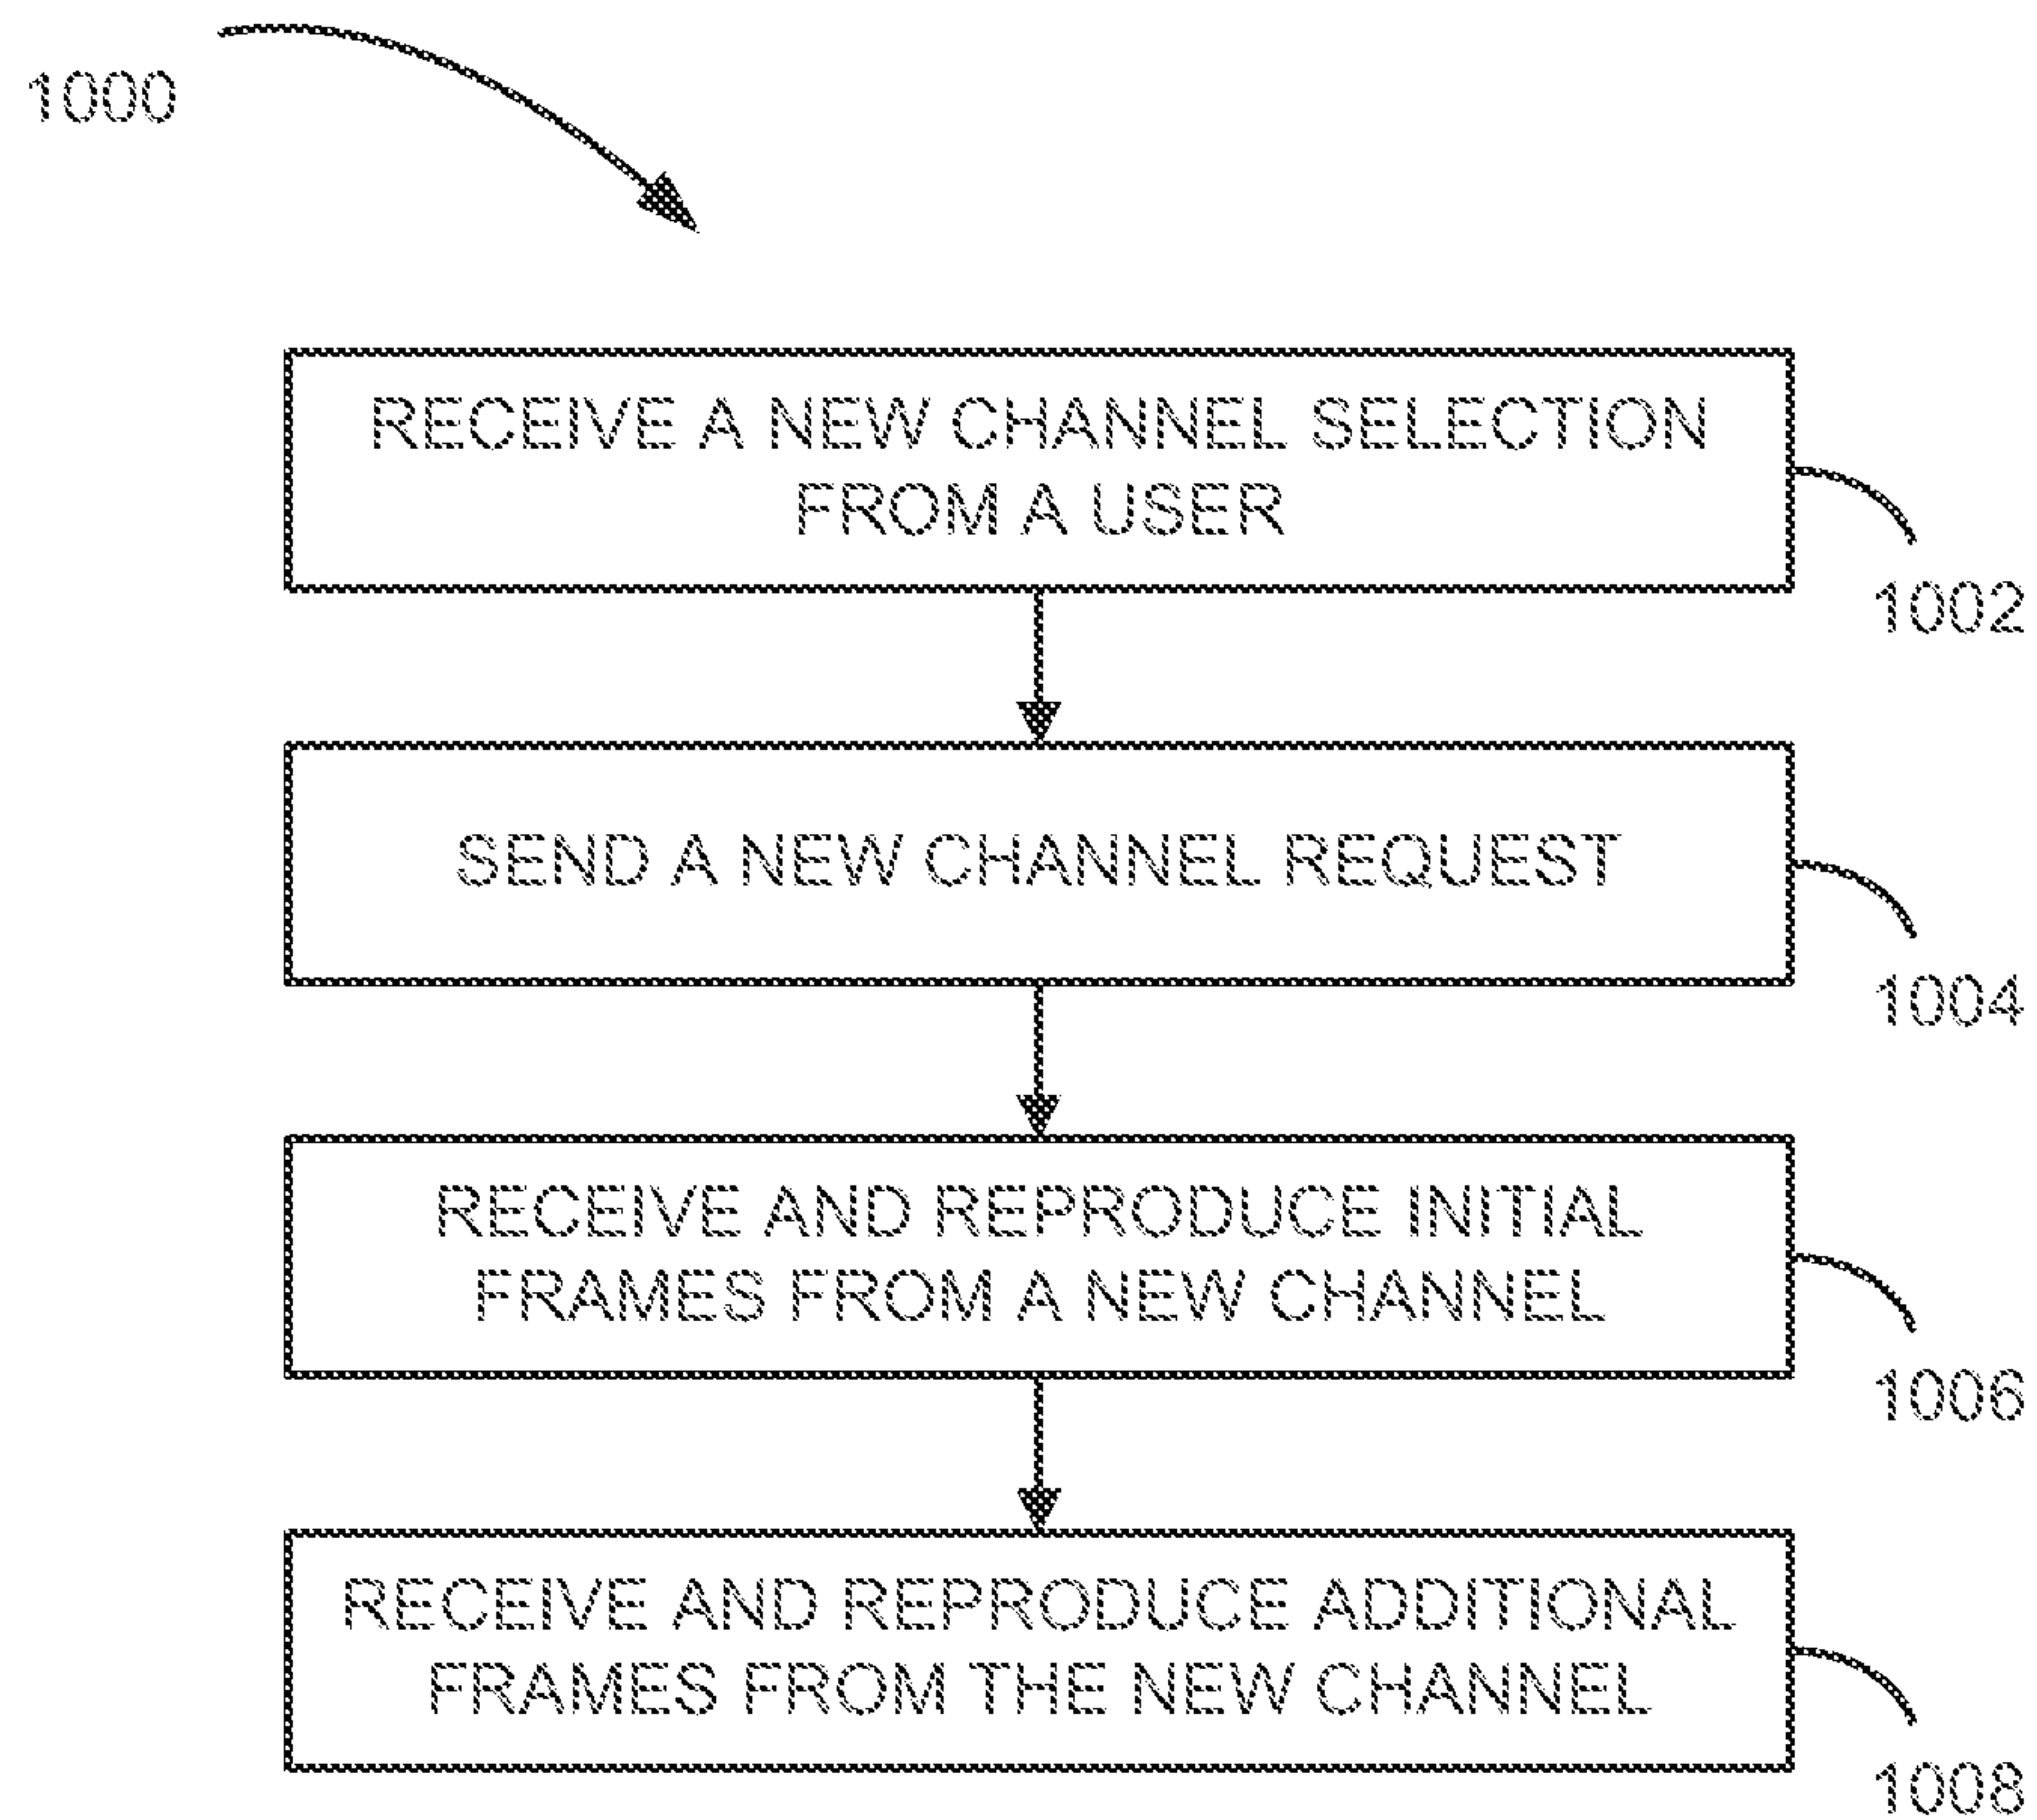 1000
RECEIVE A NEW CHANNEL SELECTION
FROM A USER
1002
SEND A NEW CHANNEL REQUEST
1004
RECEIVE AND REPRODUCE INITIAL
FRAMES FROM A NEW CHANNEL
1006
RECEIVE AND REPRODUCE ADDITIONAL
FRAMES FROM THE NEW CHANNEL
1008